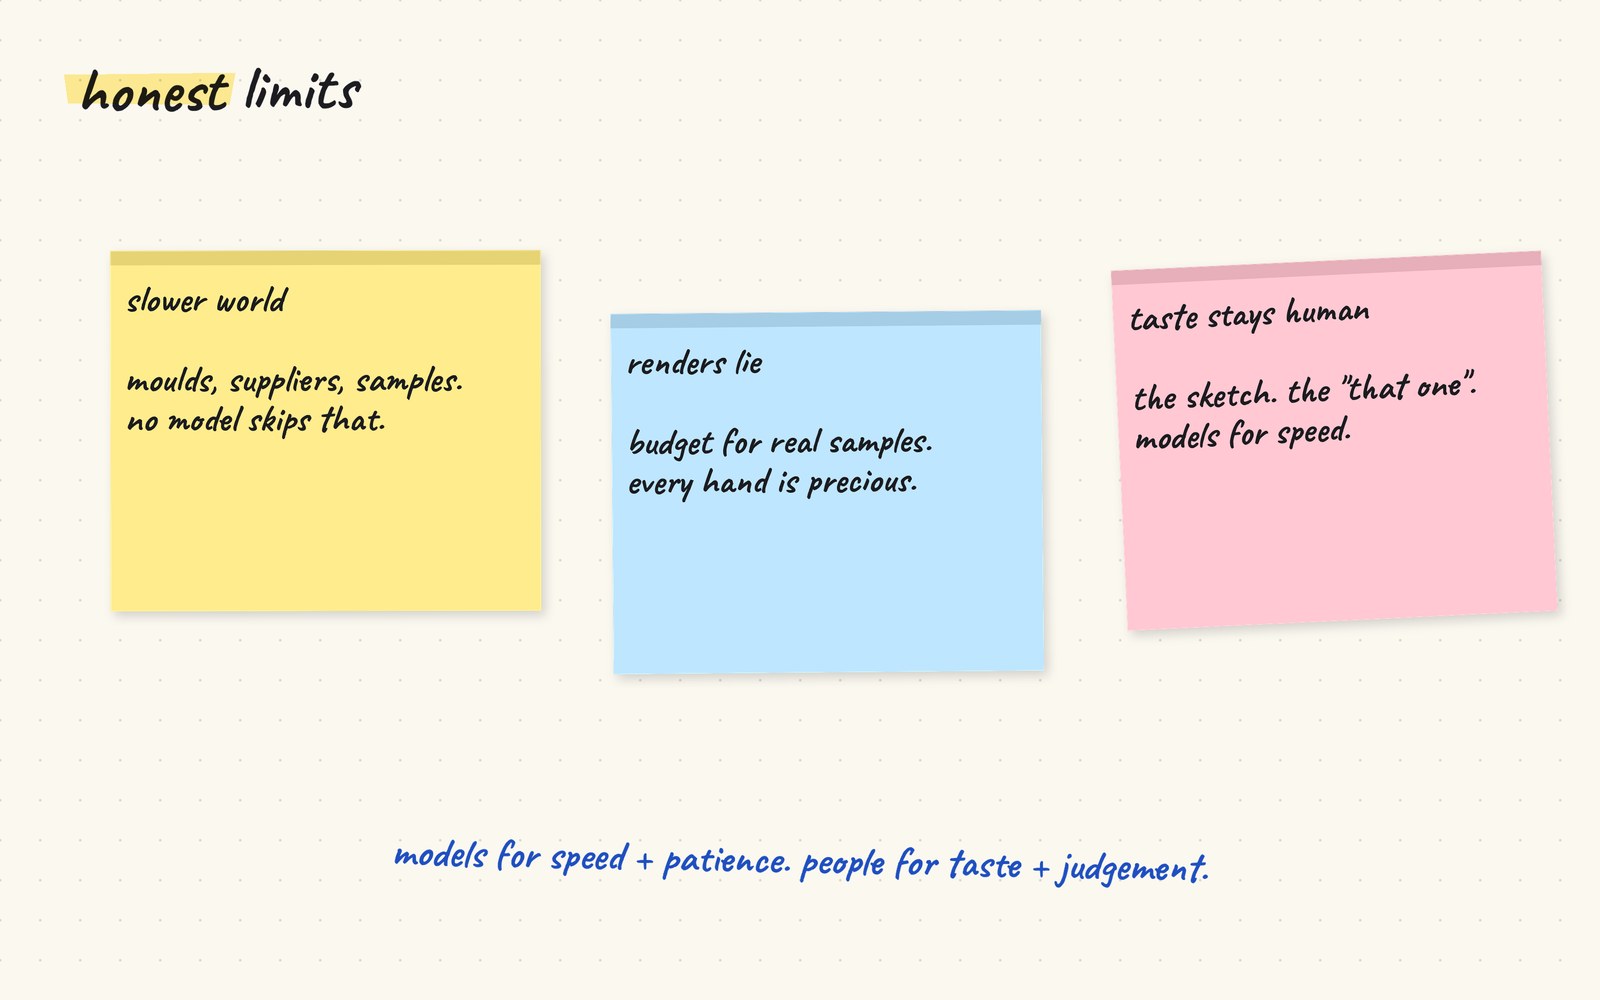 honest limits
slower world
moulds, suppliers, samples.
no model skips that.
renders lie
budget for real samples.
every hand is precious.
taste stays human
the sketch. the "that one".
models for speed.
models for speed + patience. people for taste + judgement.